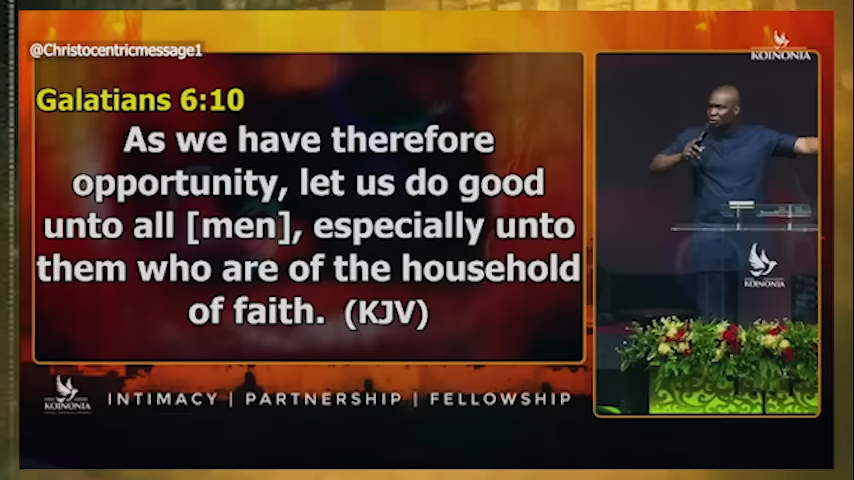 @Christocentricmessage1
KOINONIA
Galatians 6:10
As we have therefore
opportunity, let us do good
unto all [men], especially unto
them who are of the household
of faith. (KJV)
KOINONIA
KOINONIA
INTIMACY | PARTNERSHIP | FELLOWSHIP